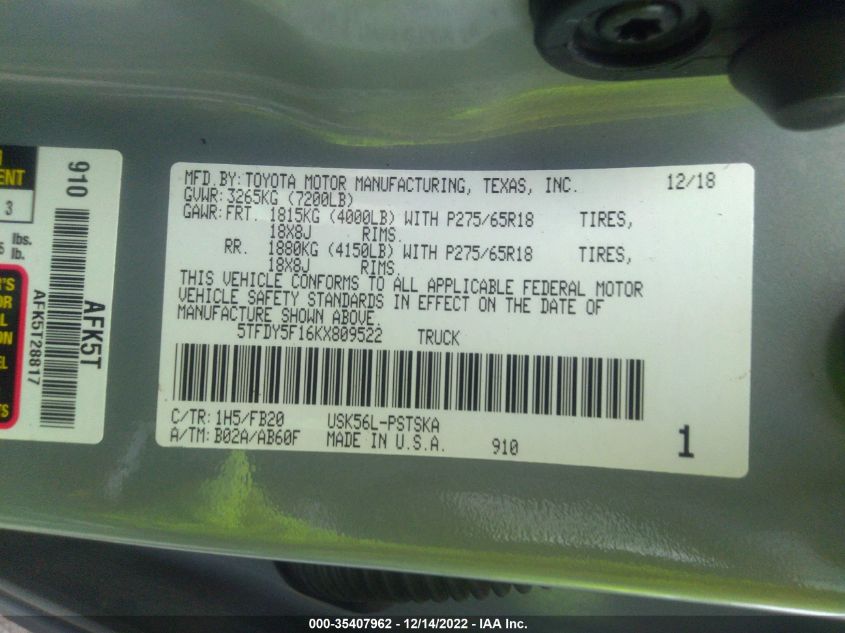 MFD.BY:TOYOTA MOTOR MANUFACTURING, TEXAS, INC. 12/18
GVWR:3265KG (7200LB)
GAWR:FRT. 1815KG (4000LB) WITH P275/65R18 TIRES,
18X8J RIMS.
RR. 1880KG (4150LB) WITH P275/65R18 TIRES,
18X8J RIMS.
THIS VEHICLE CONFORMS TO ALL APPLICABLE FEDERAL MOTOR
VEHICLE SAFETY STANDARDS IN EFFECT ON THE DATE OF
MANUFACTURE SHOWN ABOVE.
5TFDY5F16KX809522 TRUCK
C/TR:1H5/FB20 USK56L-PSTSKA
A/TM:B02A/AB60F MADE IN U.S.A. 910 1
910
3
lbs.
lb.
AFK5T
AFK5T28817
000-35407962 - 12/14/2022 - IAA Inc.